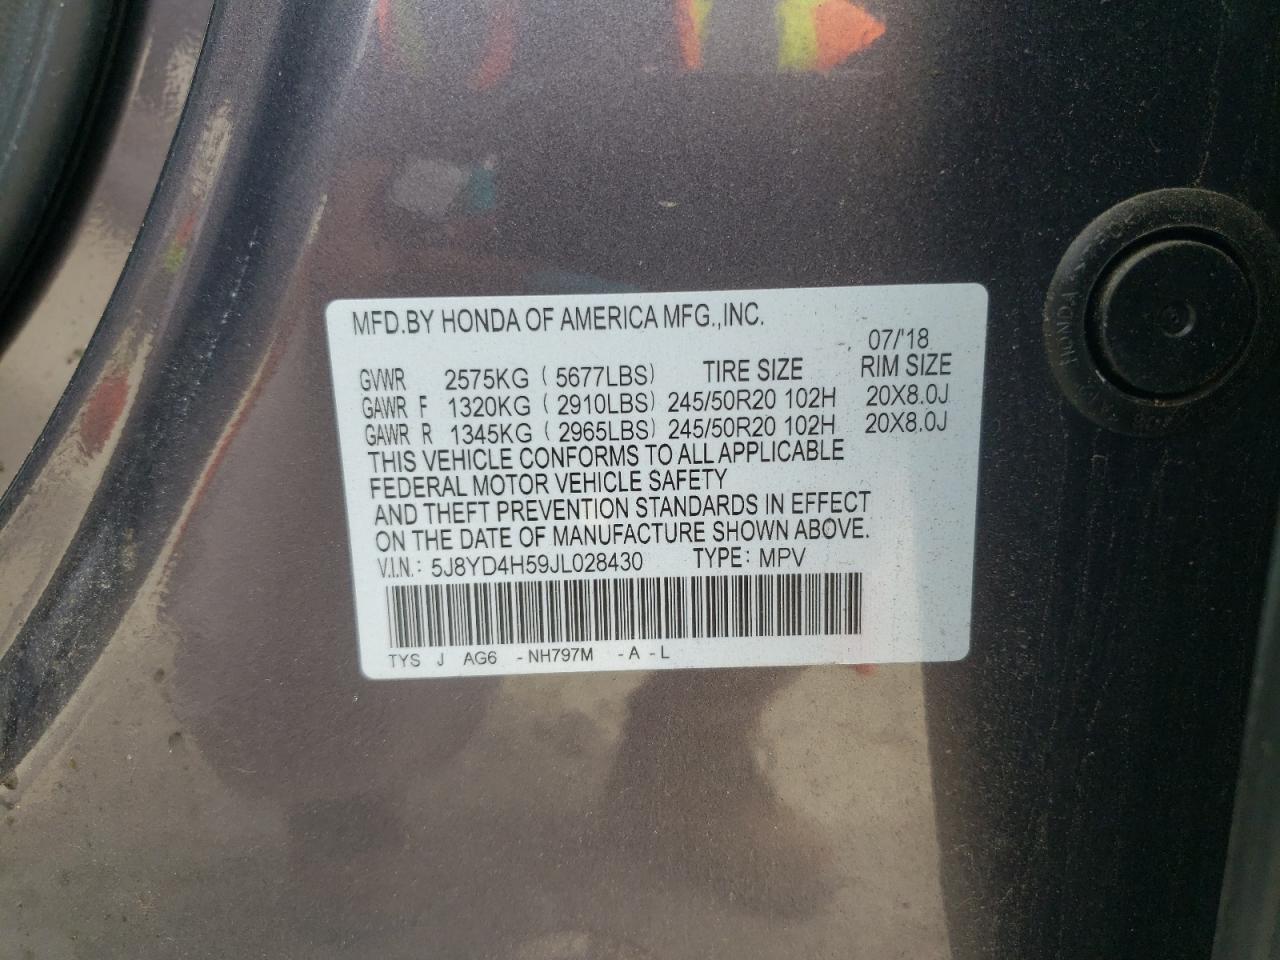 MFD.BY HONDA OF AMERICA MFG.,INC.
07/'18
GVWR 2575KG ( 5677LBS) TIRE SIZE RIM SIZE
GAWR F 1320KG ( 2910LBS) 245/50R20 102H 20X8.0J
GAWR R 1345KG ( 2965LBS) 245/50R20 102H 20X8.0J
THIS VEHICLE CONFORMS TO ALL APPLICABLE
FEDERAL MOTOR VEHICLE SAFETY
AND THEFT PREVENTION STANDARDS IN EFFECT
ON THE DATE OF MANUFACTURE SHOWN ABOVE.
V.I.N.: 5J8YD4H59JL028430 TYPE: MPV
TYS J AG6 -NH797M -A -L
HONDA